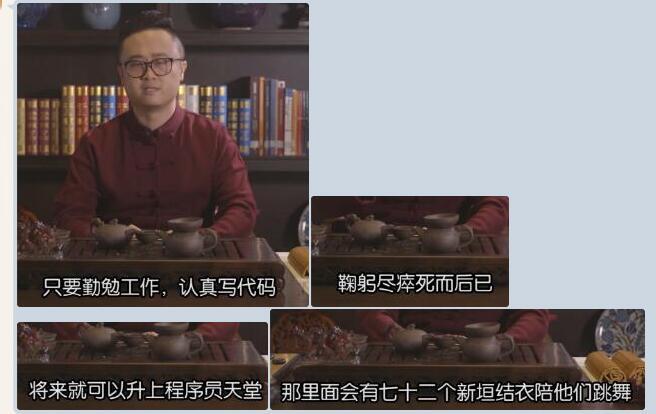 只要勤勉工作，认真写代码
鞠躬尽瘁死而后已
将来就可以升上程序员天堂
那里面会有七十二个新垣结衣陪他们跳舞